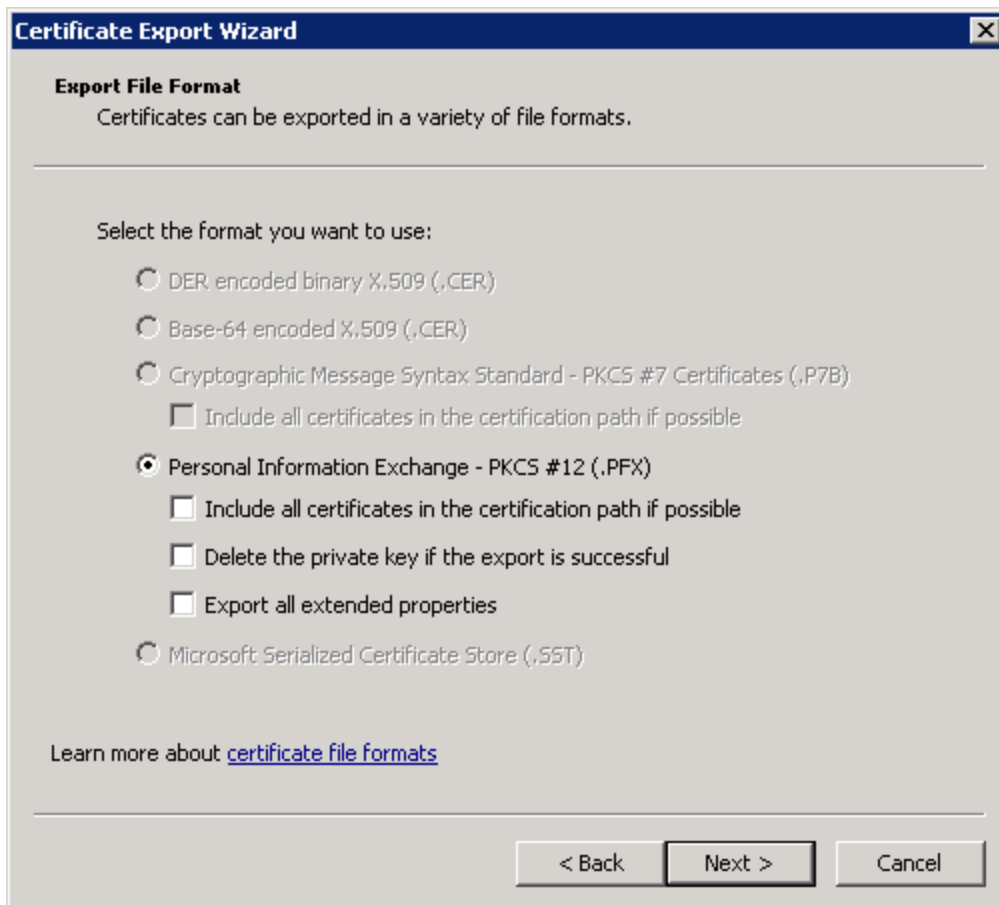 Certificate Export Wizard
Export File Format
Certificates can be exported in a variety of file formats.
Select the format you want to use:
DER encoded binary X.509 (.CER)
Base-64 encoded X.509 (.CER)
Cryptographic Message Syntax Standard - PKCS #7 Certificates (.P7B)
Include all certificates in the certification path if possible
Personal Information Exchange - PKCS #12 (.PFX)
Include all certificates in the certification path if possible
Delete the private key if the export is successful
Export all extended properties
Microsoft Serialized Certificate Store (.SST)
Learn more about certificate file formats
< Back Next > Cancel